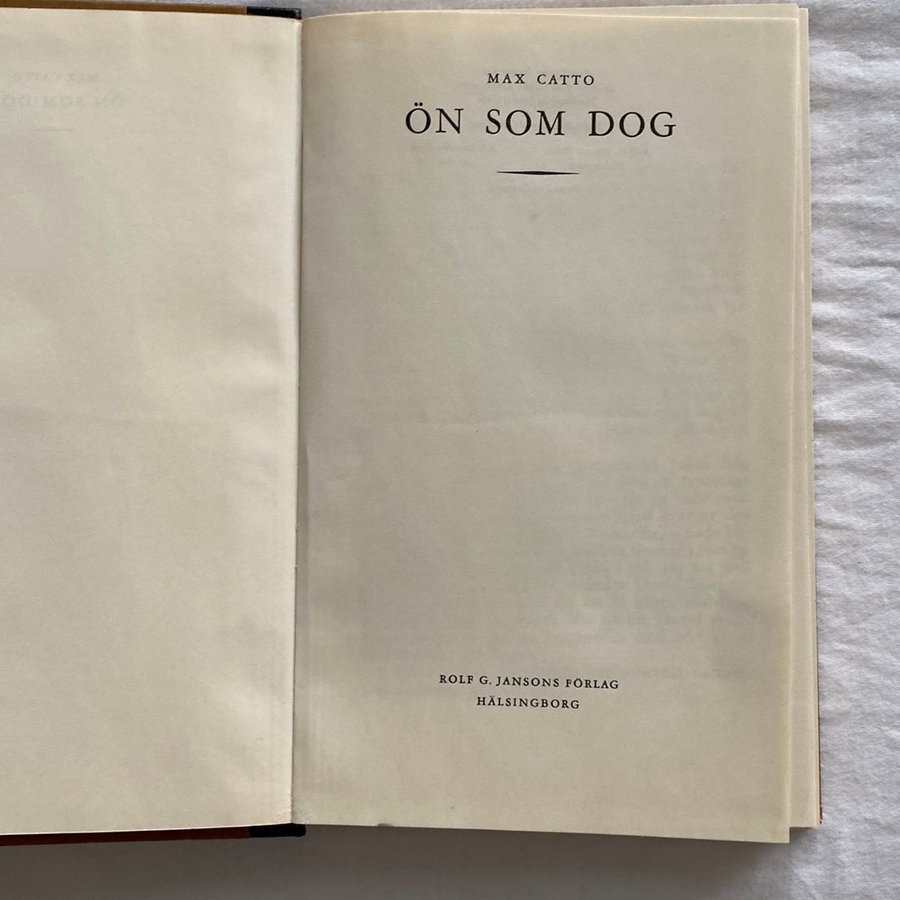 MAX CATTO
ÖN SOM DOG
ROLF G. JANSONS FÖRLAG
HÄLSINGBORG